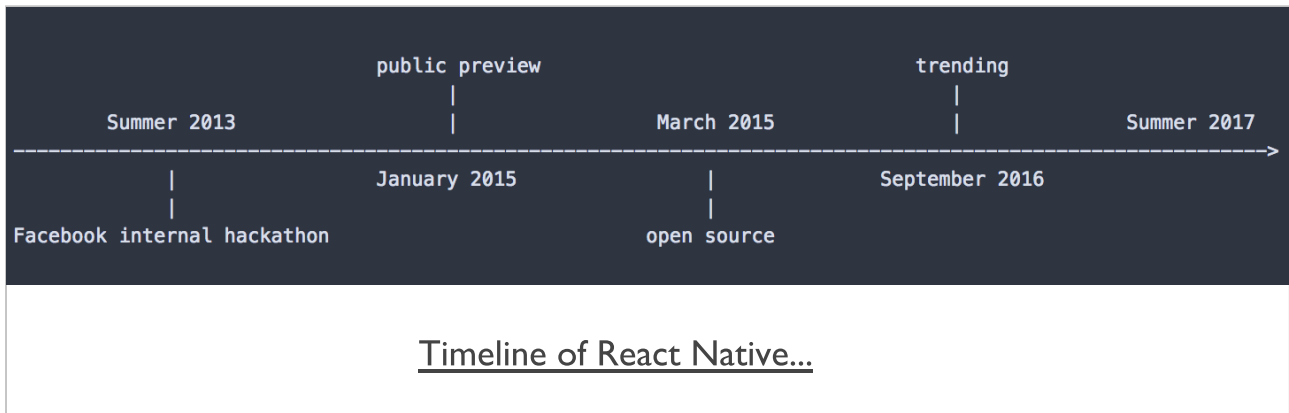 public preview trending
| |
Summer 2013 | March 2015 | Summer 2017
----------------------------------------------------------------------------------------------------------->
| January 2015 | September 2016
| |
Facebook internal hackathon open source
Timeline of React Native...